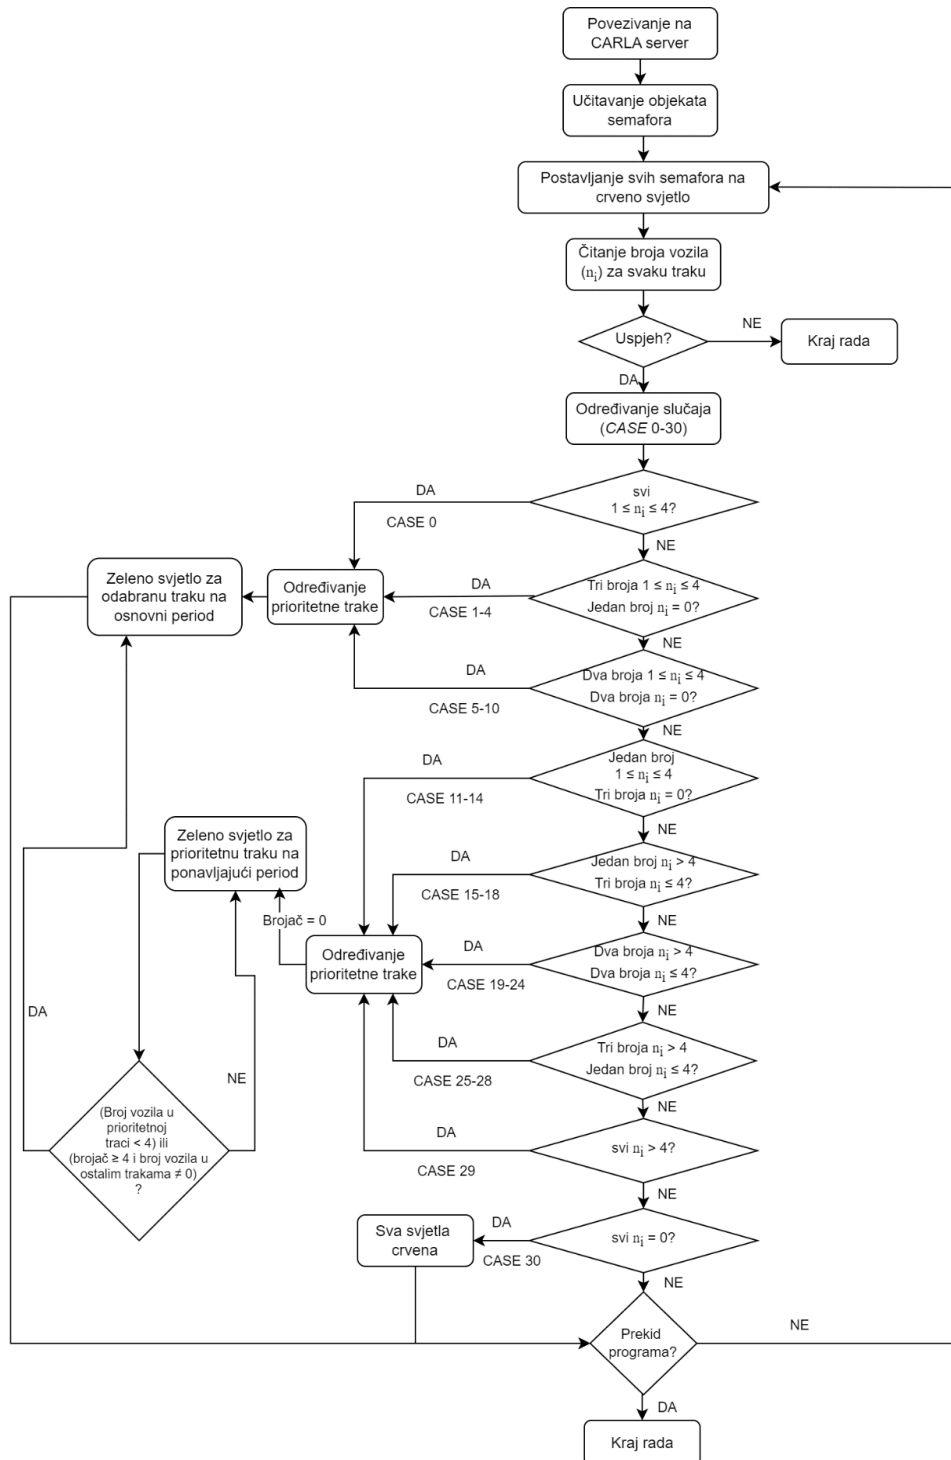 Povezivanje na
CARLA server
Učitavanje objekata
semafora
Postavljanje svih semafora na
crveno svjetlo
Čitanje broja vozila
(nᵢ) za svaku traku
Uspjeh?
NE
Kraj rada
DA
Određivanje slučaja
(CASE 0-30)
svi
1 ≤ nᵢ ≤ 4?
DA
CASE 0
NE
Tri broja 1 ≤ nᵢ ≤ 4
Jedan broj nᵢ = 0?
DA
CASE 1-4
Određivanje
prioritetne trake
Zeleno svjetlo za
odabranu traku na
osnovni period
NE
Dva broja 1 ≤ nᵢ ≤ 4
Dva broja nᵢ = 0?
DA
CASE 5-10
NE
Jedan broj
1 ≤ nᵢ ≤ 4
Tri broja nᵢ = 0?
DA
CASE 11-14
NE
Jedan broj nᵢ > 4
Tri broja nᵢ ≤ 4?
DA
CASE 15-18
Zeleno svjetlo za
prioritetnu traku na
ponavljajući period
Brojač = 0
NE
Dva broja nᵢ > 4
Dva broja nᵢ ≤ 4?
DA
CASE 19-24
Određivanje
prioritetne trake
NE
Tri broja nᵢ > 4
Jedan broj nᵢ ≤ 4?
DA
CASE 25-28
DA
NE
(Broj vozila u
prioritetnoj
traci < 4) ili
(brojač ≥ 4 i broj vozila u
ostalim trakama ≠ 0)
?
NE
svi nᵢ > 4?
DA
CASE 29
NE
svi nᵢ = 0?
DA
CASE 30
Sva svjetla
crvena
NE
Prekid
programa?
NE
DA
Kraj rada